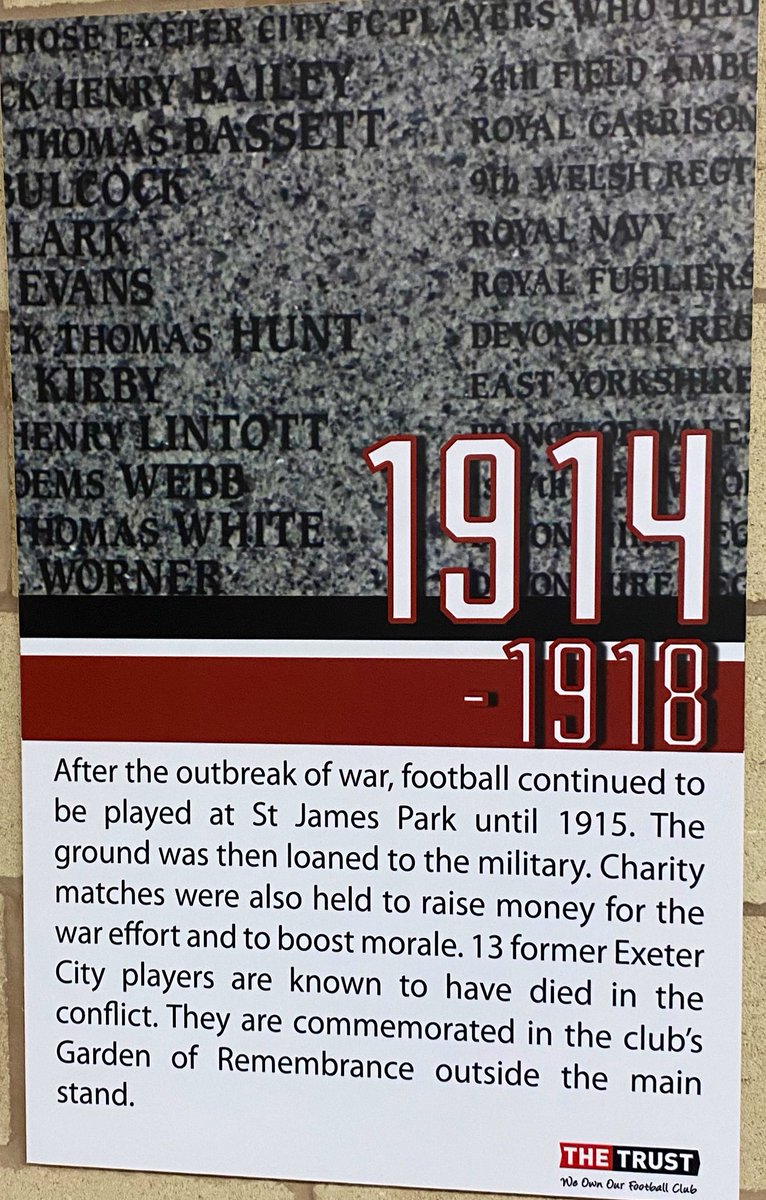 THOSE EXETER CITY FC PLAYERS WHO DIED
CK HENRY BAILEY 24th FIELD AMBU
THOMAS BASSETT ROYAL GARRISON
ULCOCK 9th WELSH REGT
LARK ROYAL NAVY
EVANS ROYAL FUSILIERS
CK THOMAS HUNT DEVONSHIRE REG
KIRBY EAST YORKSHIRE
HENRY LINTOTT
OEMS WEBB
THOMAS WHITE
WORNER
1914
-1918
After the outbreak of war, football continued to
be played at St James Park until 1915. The
ground was then loaned to the military. Charity
matches were also held to raise money for the
war effort and to boost morale. 13 former Exeter
City players are known to have died in the
conflict. They are commemorated in the club's
Garden of Remembrance outside the main
stand.
THE TRUST
We Own Our Football Club